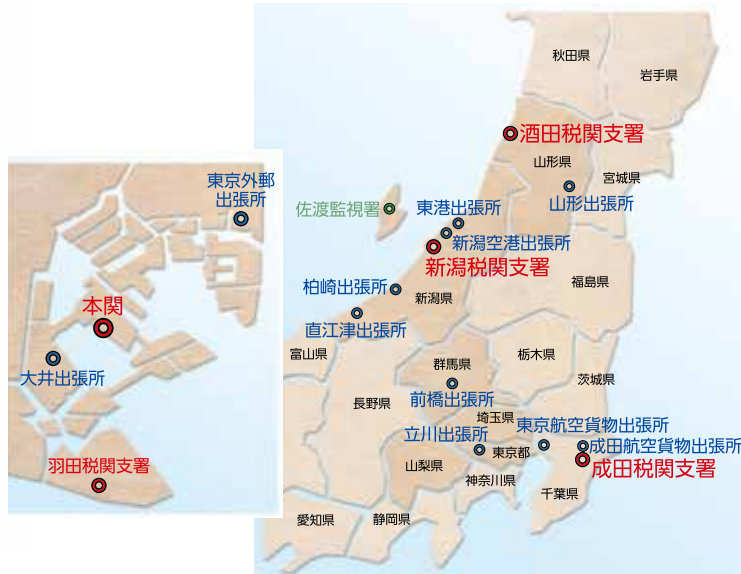 秋田県
岩手県
酒田税関支署
山形県
宮城県
山形出張所
佐渡監視署
東港出張所
新潟空港出張所
新潟税関支署
福島県
柏崎出張所
新潟県
直江津出張所
富山県
栃木県
群馬県
茨城県
前橋出張所
長野県
埼玉県
東京航空貨物出張所
立川出張所
成田航空貨物出張所
東京都
成田税関支署
山梨県
神奈川県
千葉県
愛知県
静岡県
東京外郵
出張所
本関
大井出張所
羽田税関支署